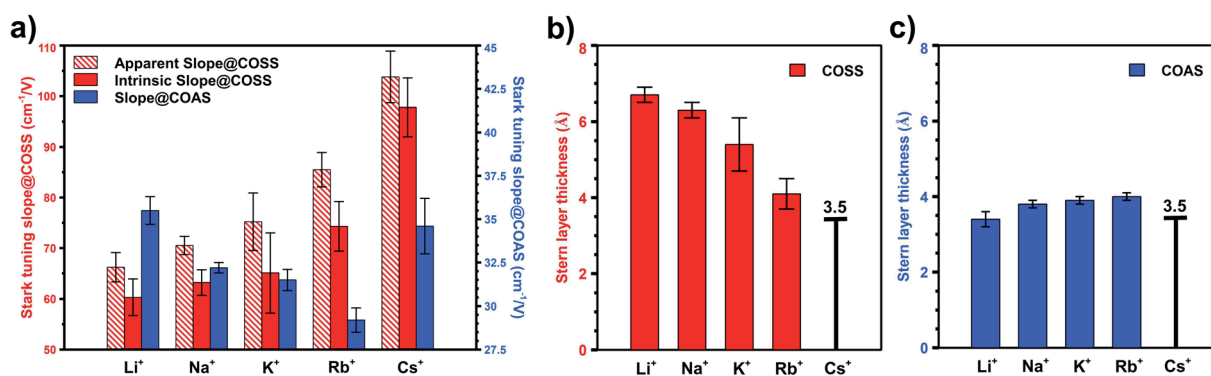 a)
Stark tuning slope@COSS (cm⁻¹/V)
110
100
90
80
70
60
50
Apparent Slope@COSS
Intrinsic Slope@COSS
Slope@COAS
45
42.5
40
37.5
35
32.5
30
27.5
Stark tuning slope@COAS (cm⁻¹/V)
Li⁺ Na⁺ K⁺ Rb⁺ Cs⁺
b)
Stern layer thickness (Å)
8
6
4
2
0
COSS
3.5
Li⁺ Na⁺ K⁺ Rb⁺ Cs⁺
c)
Stern layer thickness (Å)
8
6
4
2
0
COAS
3.5
Li⁺ Na⁺ K⁺ Rb⁺ Cs⁺